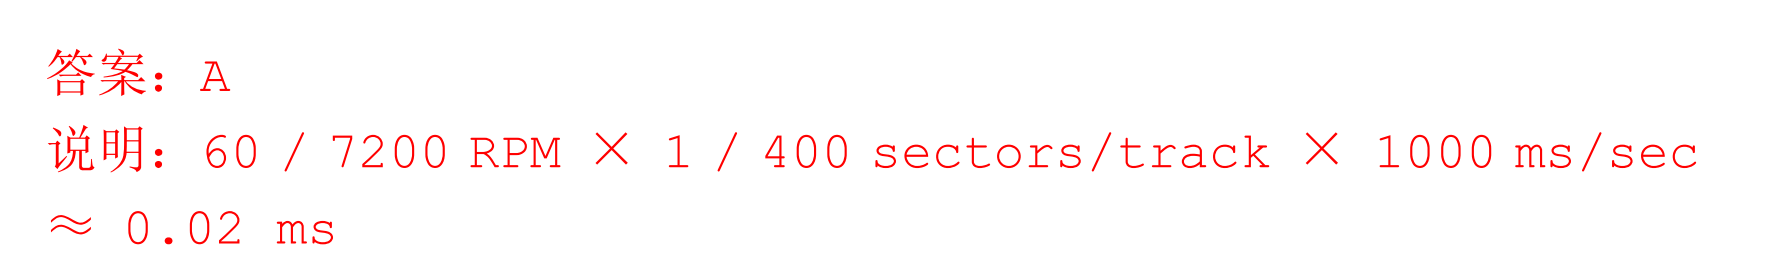 答案：A
说明：60 / 7200 RPM × 1 / 400 sectors/track × 1000 ms/sec
≈ 0.02 ms